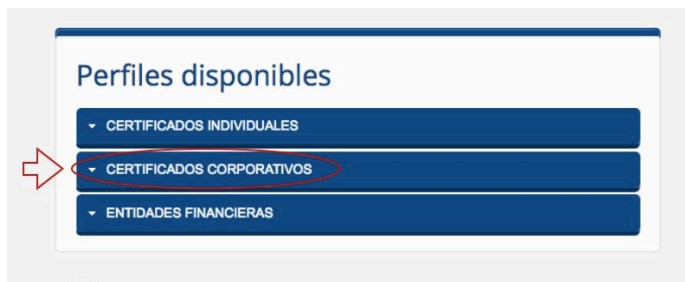 Perfiles disponibles
CERTIFICADOS INDIVIDUALES
CERTIFICADOS CORPORATIVOS
ENTIDADES FINANCIERAS